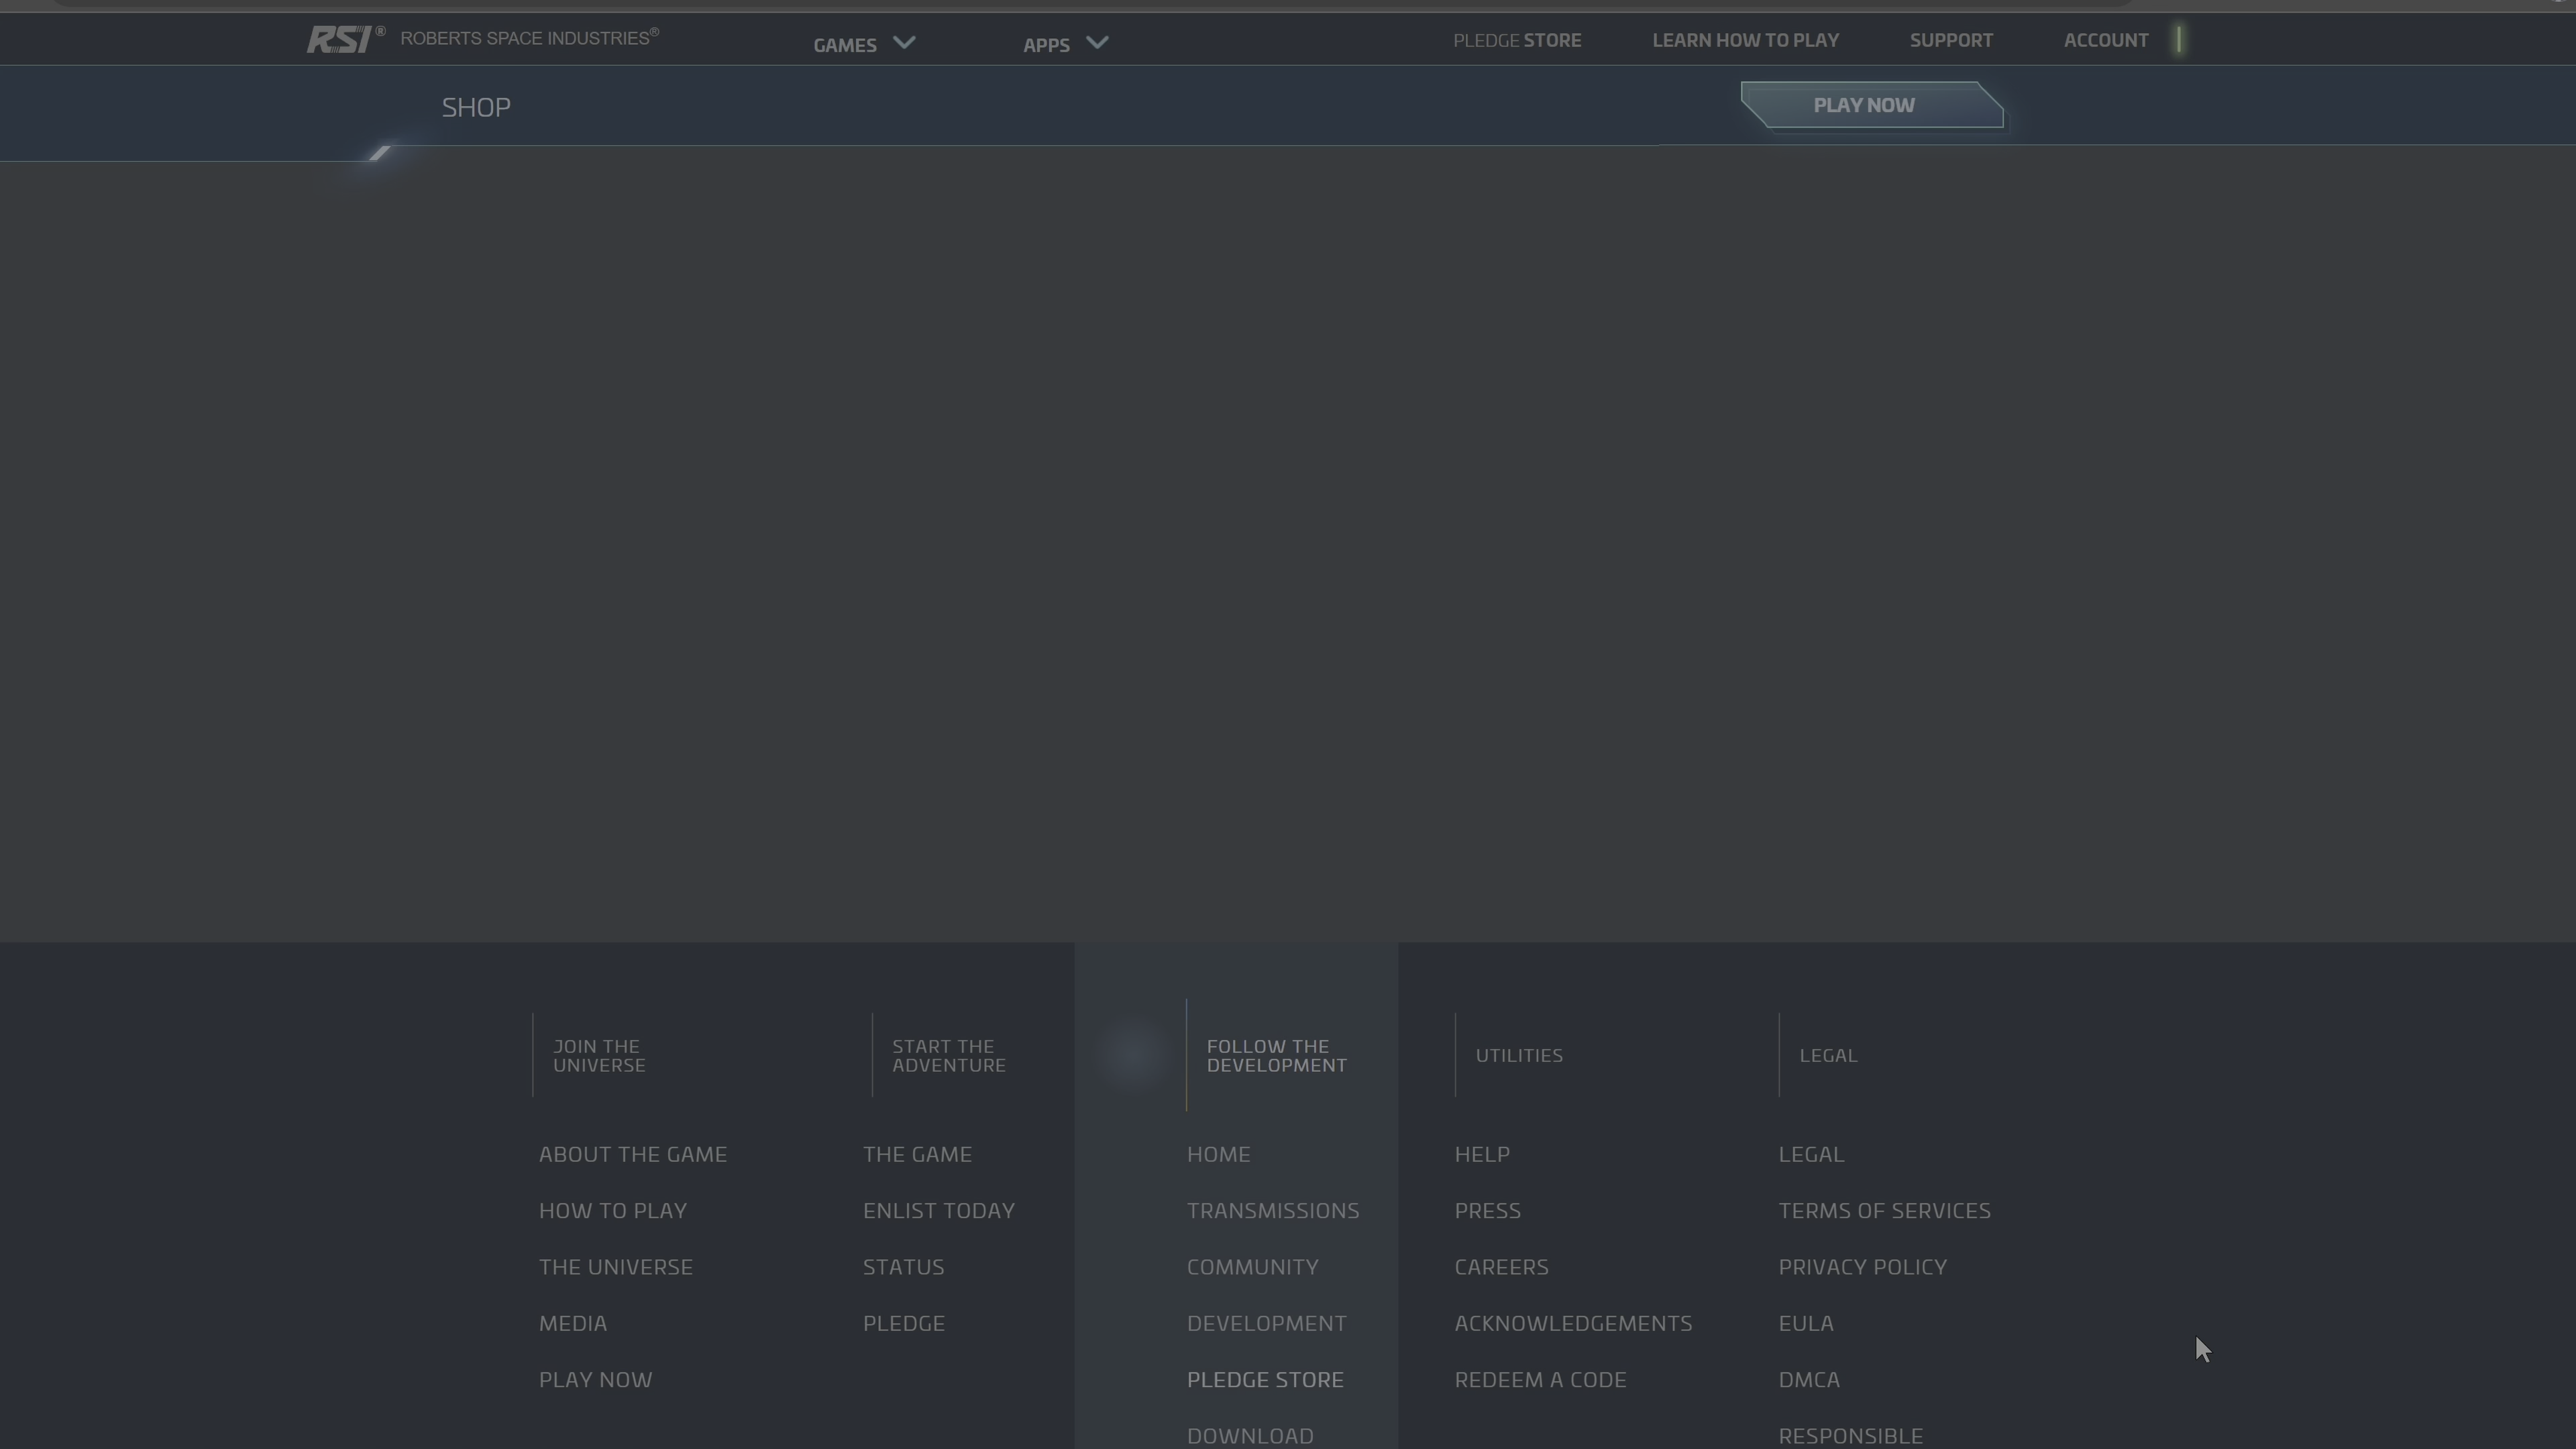 RSI® ROBERTS SPACE INDUSTRIES® GAMES APPS PLEDGE STORE LEARN HOW TO PLAY SUPPORT ACCOUNT
SHOP PLAY NOW
JOIN THE
UNIVERSE
ABOUT THE GAME
HOW TO PLAY
THE UNIVERSE
MEDIA
PLAY NOW
START THE
ADVENTURE
THE GAME
ENLIST TODAY
STATUS
PLEDGE
FOLLOW THE
DEVELOPMENT
HOME
TRANSMISSIONS
COMMUNITY
DEVELOPMENT
PLEDGE STORE
DOWNLOAD
UTILITIES
HELP
PRESS
CAREERS
ACKNOWLEDGEMENTS
REDEEM A CODE
LEGAL
LEGAL
TERMS OF SERVICES
PRIVACY POLICY
EULA
DMCA
RESPONSIBLE